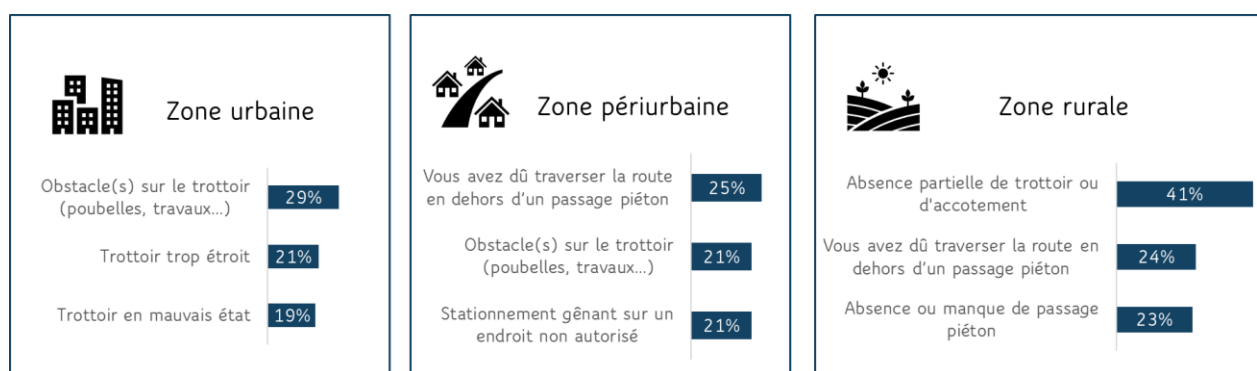 Zone urbaine
Obstacle(s) sur le trottoir
(poubelles, travaux...)
29%
Trottoir trop étroit
21%
Trottoir en mauvais état
19%
Zone périurbaine
Vous avez dû traverser la route
en dehors d'un passage piéton
25%
Obstacle(s) sur le trottoir
(poubelles, travaux...)
21%
Stationnement gênant sur un
endroit non autorisé
21%
Zone rurale
Absence partielle de trottoir ou
d'accotement
41%
Vous avez dû traverser la route en
dehors d'un passage piéton
24%
Absence ou manque de passage
piéton
23%